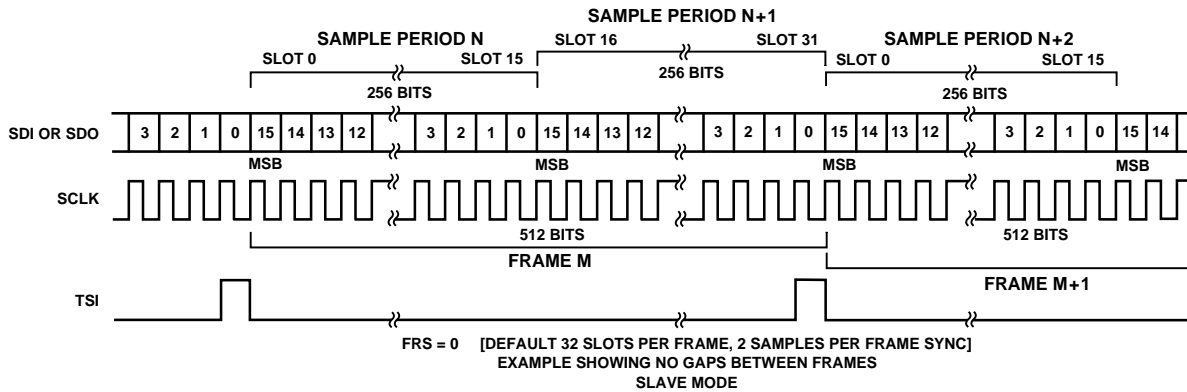 SAMPLE PERIOD N+1
SAMPLE PERIOD N
SLOT 16
SLOT 31
SAMPLE PERIOD N+2
SLOT 0
SLOT 15
SLOT 0
SLOT 15
256 BITS
256 BITS
256 BITS
SDI OR SDO
3 2 1 0 15 14 13 12 3 2 1 0 15 14 13 12 3 2 1 0 15 14 13 12 3 2 1 0 15 14
MSB MSB MSB MSB
SCLK
512 BITS
512 BITS
FRAME M
FRAME M+1
TSI
FRS = 0 [DEFAULT 32 SLOTS PER FRAME, 2 SAMPLES PER FRAME SYNC]
EXAMPLE SHOWING NO GAPS BETWEEN FRAMES
SLAVE MODE